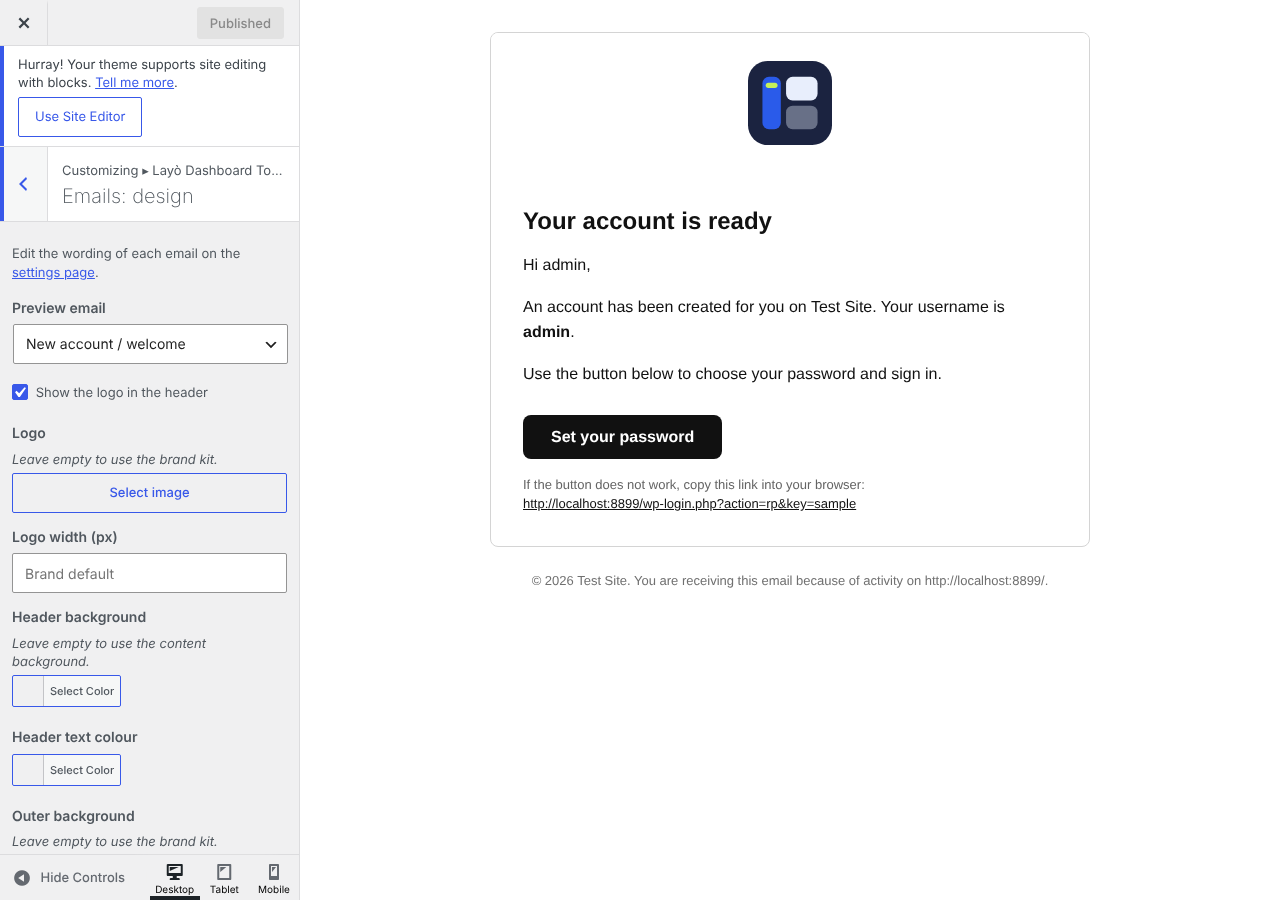 Published
Hurray! Your theme supports site editing
with blocks. Tell me more.
Use Site Editor
Customizing ▸ Layò Dashboard To…
Emails: design
Edit the wording of each email on the
settings page.
Preview email
New account / welcome
Show the logo in the header
Logo
Leave empty to use the brand kit.
Select image
Logo width (px)
Brand default
Header background
Leave empty to use the content
background.
Select Color
Header text colour
Select Color
Outer background
Leave empty to use the brand kit.
Hide Controls
Desktop
Tablet
Mobile
Your account is ready
Hi admin,
An account has been created for you on Test Site. Your username is
admin.
Use the button below to choose your password and sign in.
Set your password
If the button does not work, copy this link into your browser:
http://localhost:8899/wp-login.php?action=rp&key=sample
© 2026 Test Site. You are receiving this email because of activity on http://localhost:8899/.